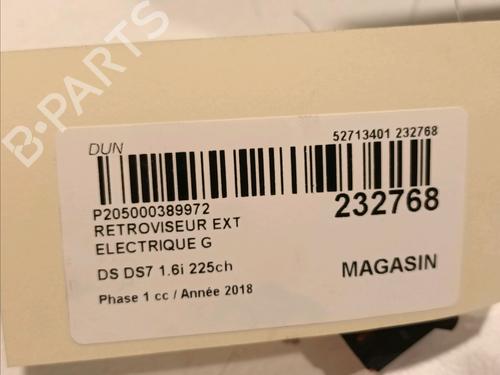 B-PARTS
DUN
52713401 232768
P205000389972
232768
RETROVISEUR EXT
ELECTRIQUE G
DS DS7 1.6i 225ch
MAGASIN
Phase 1 cc / Année 2018